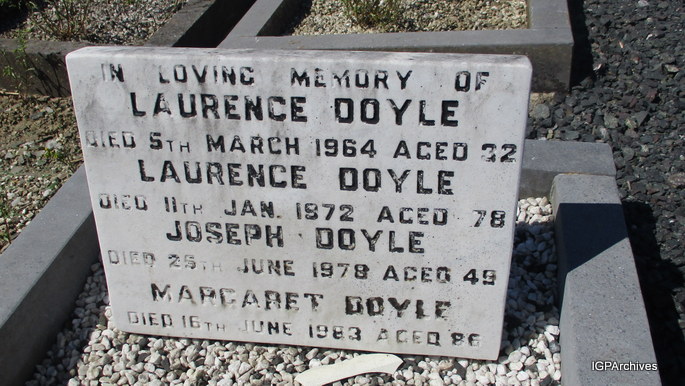 IN LOVING MEMORY OF
LAURENCE DOYLE
DIED 5TH MARCH 1964 AGED 32
LAURENCE DOYLE
DIED 11TH JAN. 1972 AGED 78
JOSEPH DOYLE
DIED 25TH JUNE 1978 AGED 49
MARGARET DOYLE
DIED 16TH JUNE 1983 AGED 86
IGPArchives